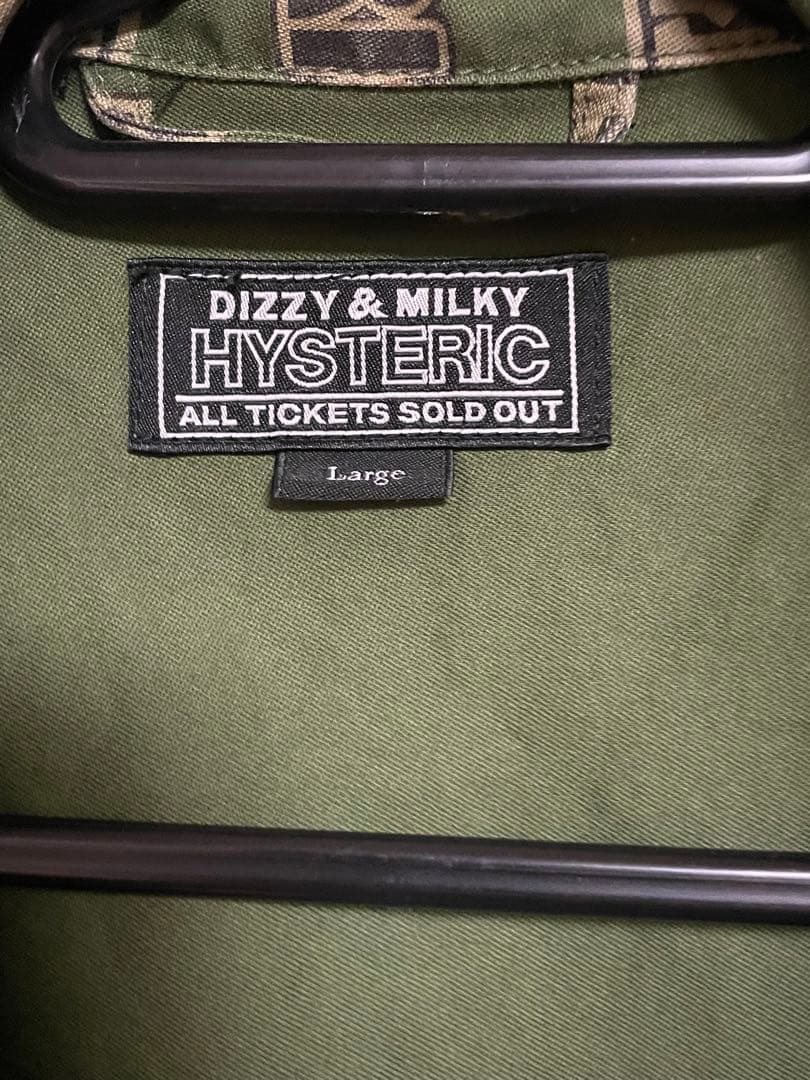 DIZZY & MILKY
HYSTERIC
ALL TICKETS SOLD OUT
Large